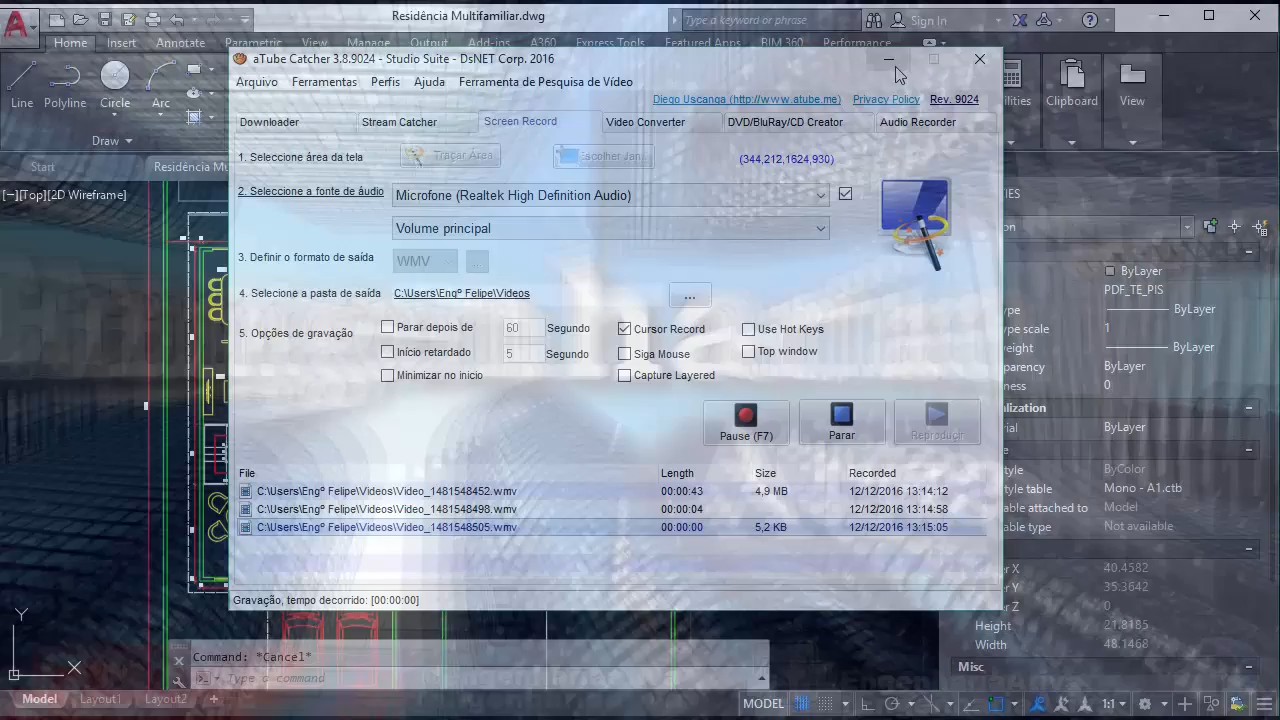 Residência Multifamiliar.dwg
Type a keyword or phrase
Sign In
Home Insert Annotate Parametric View Manage Output Add-ins A360 Express Tools Featured Apps BIM 360 Performance
aTube Catcher 3.8.9024 - Studio Suite - DsNET Corp. 2016
Arquivo Ferramentas Perfis Ajuda Ferramenta de Pesquisa de Vídeo
Line Polyline Circle Arc
Clipboard View
Diego Uscanga (http://www.atube.me) Privacy Policy Rev. 9024
Downloader Stream Catcher Screen Record Video Converter DVD/BluRay/CD Creator Audio Recorder
Draw
1. Seleccione área da tela Traçar Área Escolher Jan... (344,212,1624,930)
Start
[−][Top][2D Wireframe]
2. Seleccione a fonte de áudio Microfone (Realtek High Definition Audio)
Volume principal
3. Definir o formato de saída WMV ...
ByLayer
4. Selecione a pasta de saída C:\Users\Engº Felipe\Videos ...
PDF_TE_PIS
ByLayer
5. Opções de gravação Parar depois de 60 Segundo Cursor Record Use Hot Keys
type scale 1
Início retardado 5 Segundo Siga Mouse Top window
ByLayer
Minimizar no inicio Capture Layered
ByLayer
0
Pause (F7) Parar Reproducir
ByLayer
File Length Size Recorded
ByColor
C:\Users\Engº Felipe\Videos\Video_1481548452.wmv 00:00:43 4,9 MB 12/12/2016 13:14:12
style table Mono - A1.ctb
C:\Users\Engº Felipe\Videos\Video_1481548498.wmv 00:00:04 12/12/2016 13:14:58
table attached to Model
C:\Users\Engº Felipe\Videos\Video_1481548505.wmv 00:00:00 5,2 KB 12/12/2016 13:15:05
table type Not available
X 40.4582
Y 35.3642
Z 0
Gravação, tempo decorrido: [00:00:00]
Height 21.8185
Width 48.1468
Y
X
Command: *Cancel*
Type a command
Misc
Model Layout1 Layout2 +
MODEL 1:1